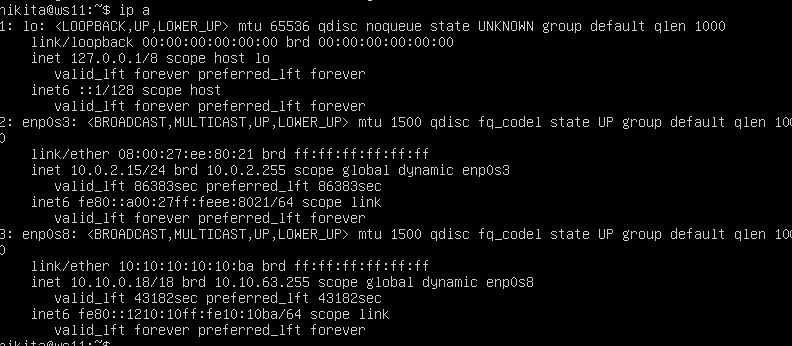 nikita@ws11:~$ ip a
1: lo: <LOOPBACK,UP,LOWER_UP> mtu 65536 qdisc noqueue state UNKNOWN group default qlen 1000
    link/loopback 00:00:00:00:00:00 brd 00:00:00:00:00:00
    inet 127.0.0.1/8 scope host lo
       valid_lft forever preferred_lft forever
    inet6 ::1/128 scope host
       valid_lft forever preferred_lft forever
2: enp0s3: <BROADCAST,MULTICAST,UP,LOWER_UP> mtu 1500 qdisc fq_codel state UP group default qlen 100
0
    link/ether 08:00:27:ee:80:21 brd ff:ff:ff:ff:ff:ff
    inet 10.0.2.15/24 brd 10.0.2.255 scope global dynamic enp0s3
       valid_lft 86383sec preferred_lft 86383sec
    inet6 fe80::a00:27ff:feee:8021/64 scope link
       valid_lft forever preferred_lft forever
3: enp0s8: <BROADCAST,MULTICAST,UP,LOWER_UP> mtu 1500 qdisc fq_codel state UP group default qlen 100
0
    link/ether 10:10:10:10:10:ba brd ff:ff:ff:ff:ff:ff
    inet 10.10.0.18/18 brd 10.10.63.255 scope global dynamic enp0s8
       valid_lft 43182sec preferred_lft 43182sec
    inet6 fe80::1210:10ff:fe10:10ba/64 scope link
       valid_lft forever preferred_lft forever
nikita@ws11:~$